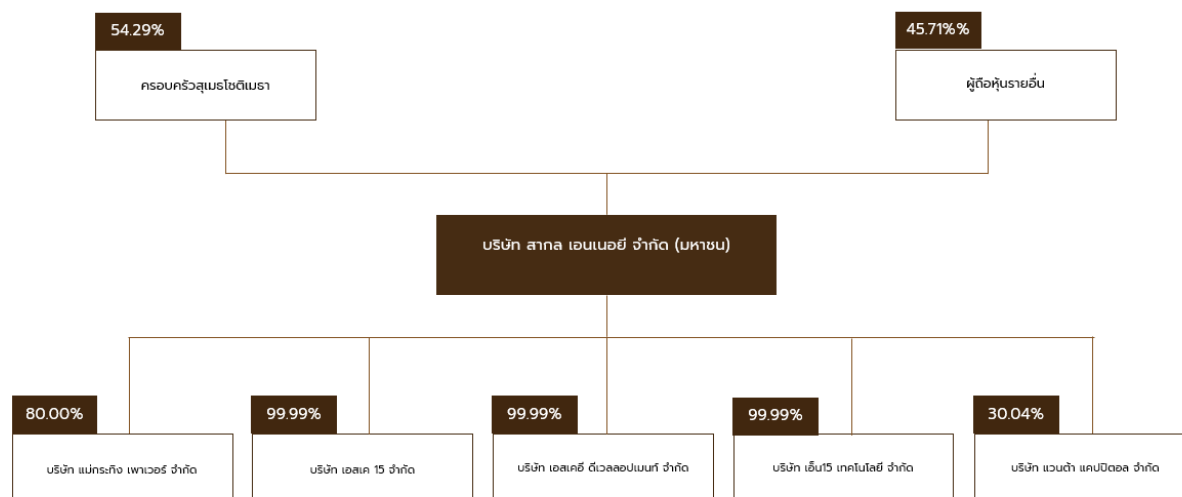 54.29%
45.71%%
ครอบครัวสุเมธโชติเมธา
ผู้ถือหุ้นรายอื่น
บริษัท สากล เอนเนอยี จำกัด (มหาชน)
80.00%
99.99%
99.99%
99.99%
30.04%
บริษัท แม่กระทิง เพาเวอร์ จำกัด
บริษัท เอสเค 15 จำกัด
บริษัท เอสเคอี ดีเวลลอปเมนท์ จำกัด
บริษัท เอ็น15 เทคโนโลยี จำกัด
บริษัท แวนต้า แคปปิตอล จำกัด